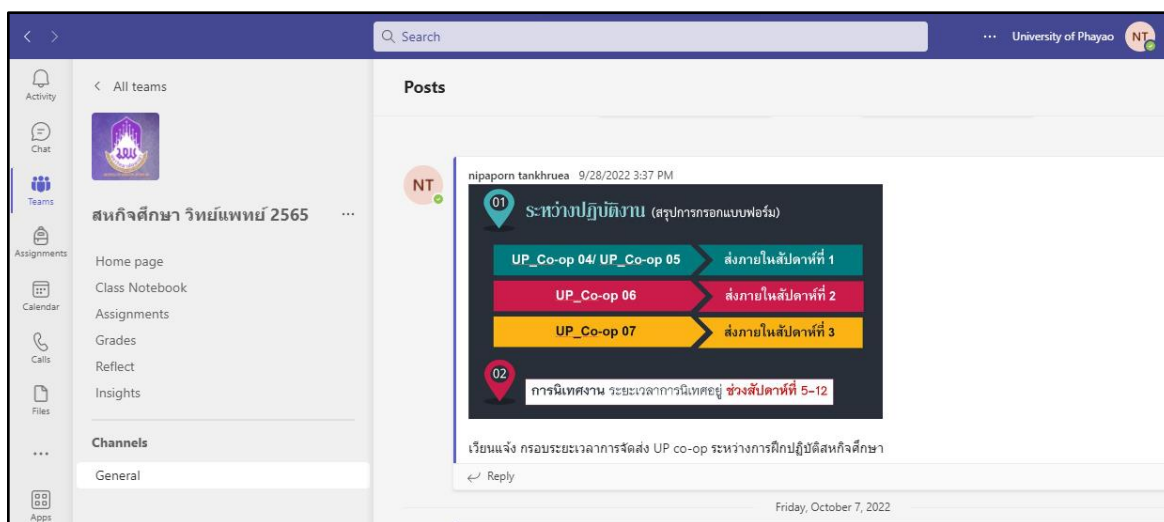 Search
University of Phayao
NT
Activity
Chat
Teams
Assignments
Calendar
Calls
Files
Apps
All teams
สหกิจศึกษา วิทย์แพทย์ 2565
Home page
Class Notebook
Assignments
Grades
Reflect
Insights
Channels
General
Posts
NT
nipaporn tankhruea 9/28/2022 3:37 PM
01
ระหว่างปฏิบัติงาน (สรุปการกรอกแบบฟอร์ม)
UP_Co-op 04/ UP_Co-op 05 ส่งภายในสัปดาห์ที่ 1
UP_Co-op 06 ส่งภายในสัปดาห์ที่ 2
UP_Co-op 07 ส่งภายในสัปดาห์ที่ 3
02
การนิเทศงาน ระยะเวลาการนิเทศอยู่ ช่วงสัปดาห์ที่ 5-12
เวียนแจ้ง กรอบระยะเวลาการจัดส่ง UP co-op ระหว่างการฝึกปฏิบัติสหกิจศึกษา
Reply
Friday, October 7, 2022